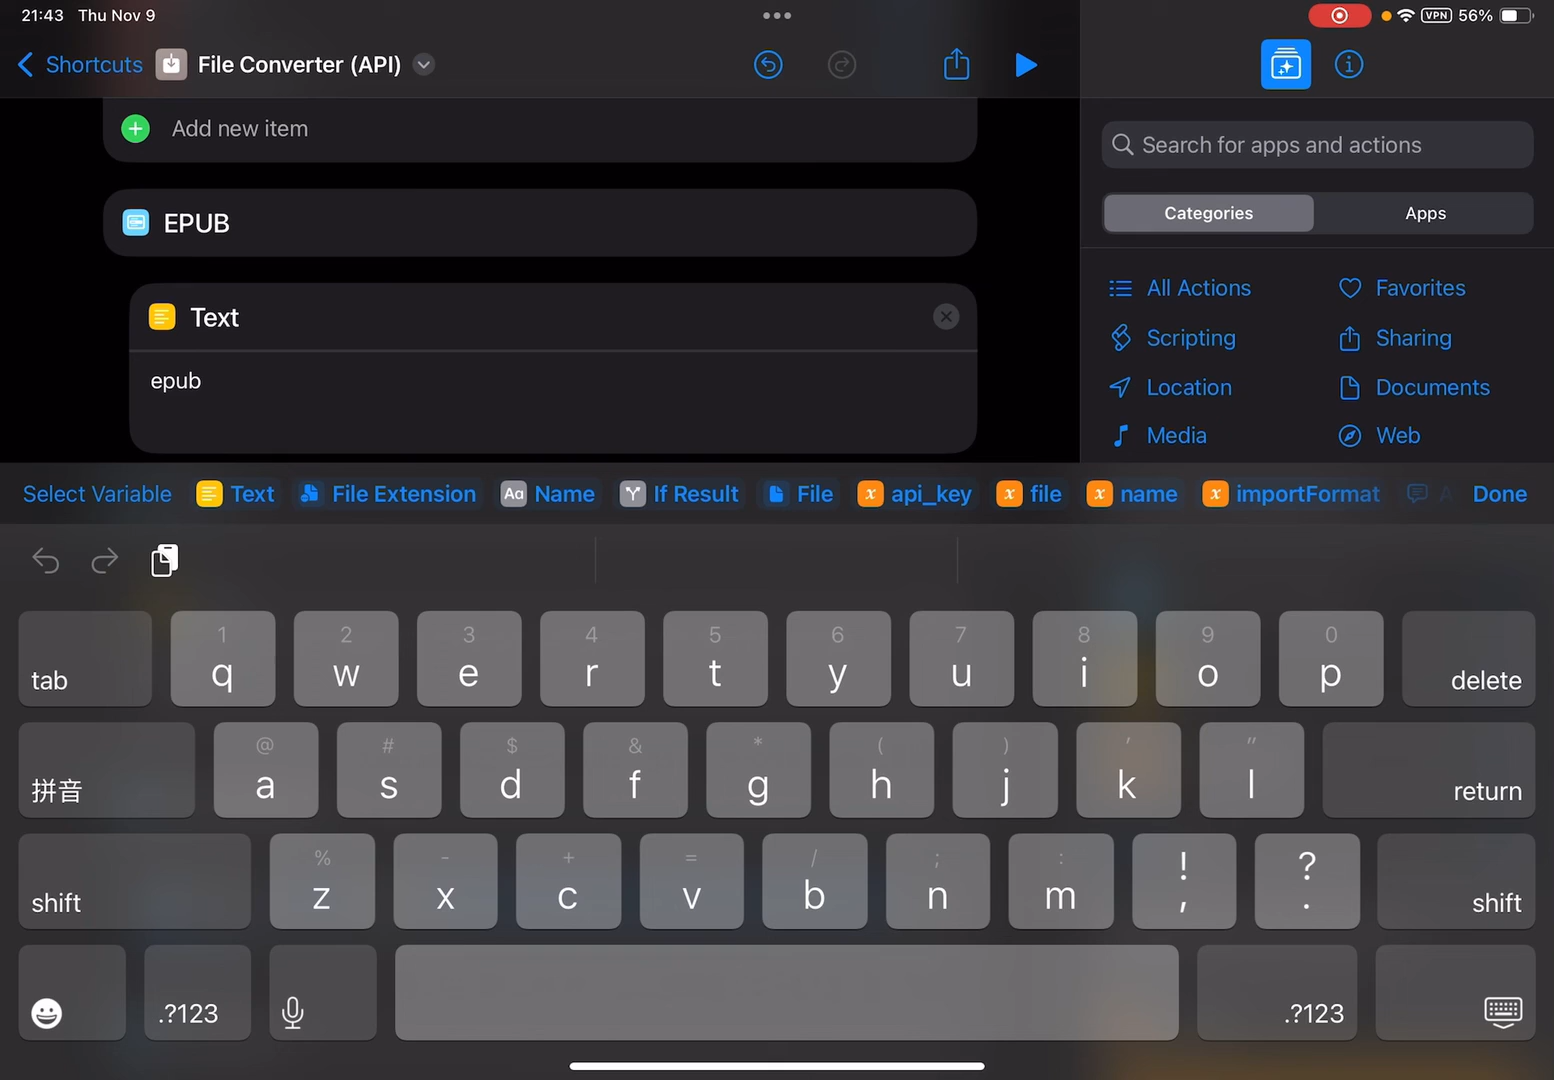 21:43 Thu Nov 9
VPN 56%
Shortcuts File Converter (API)
Add new item
Search for apps and actions
Categories Apps
EPUB
Text
epub
All Actions Favorites
Scripting Sharing
Location Documents
Media Web
Select Variable Text File Extension Aa Name If Result File x api_key x file x name x importFormat A Done
1 2 3 4 5 6 7 8 9 0
tab q w e r t y u i o p delete
@ # $ & * ( ) ' "
拼音 a s d f g h j k l return
% - + = / ; : ! ?
shift z x c v b n m , . shift
.?123 .?123